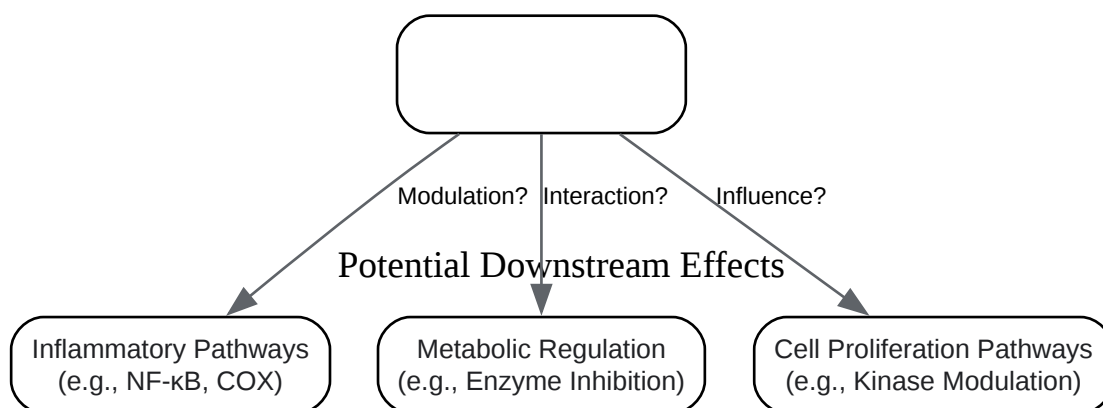 Modulation?
Interaction?
Influence?
Potential Downstream Effects
Inflammatory Pathways
(e.g., NF-κB, COX)
Metabolic Regulation
(e.g., Enzyme Inhibition)
Cell Proliferation Pathways
(e.g., Kinase Modulation)